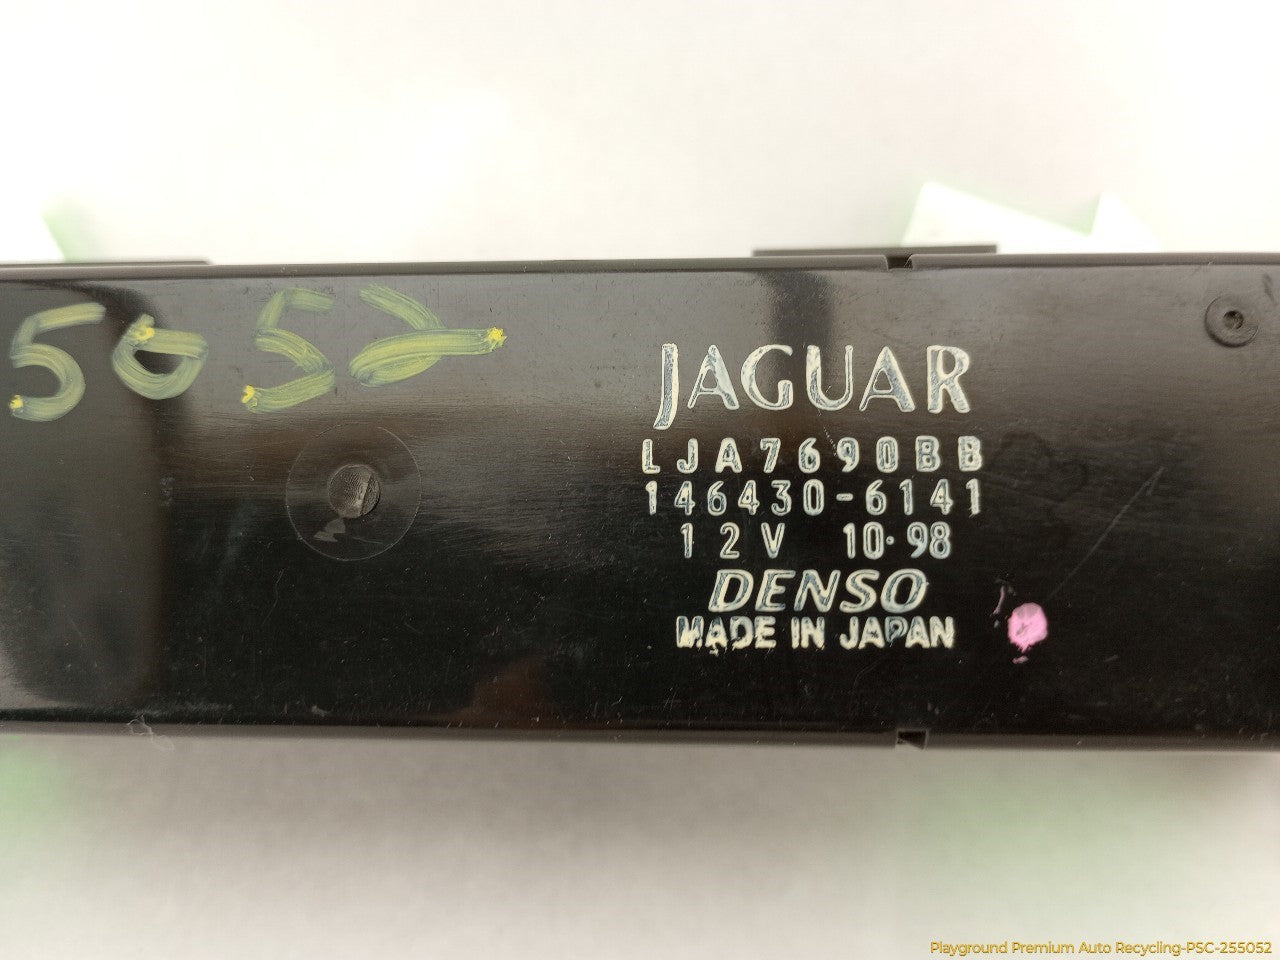 5052
JAGUAR
LJA7690BB
146430-6141
12V 10·98
DENSO
MADE IN JAPAN
Playground Premium Auto Recycling-PSC-255052